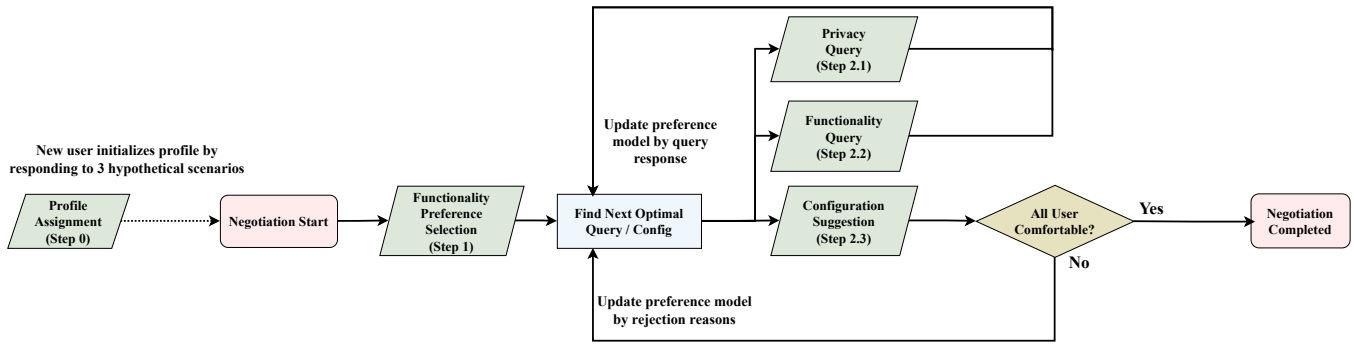 New user initializes profile by
responding to 3 hypothetical scenarios
Profile
Assignment
(Step 0)
Negotiation Start
Functionality
Preference
Selection
(Step 1)
Find Next Optimal
Query / Config
Update preference
model by query
response
Privacy
Query
(Step 2.1)
Functionality
Query
(Step 2.2)
Configuration
Suggestion
(Step 2.3)
Update preference model
by rejection reasons
All User
Comfortable?
Yes
No
Negotiation
Completed